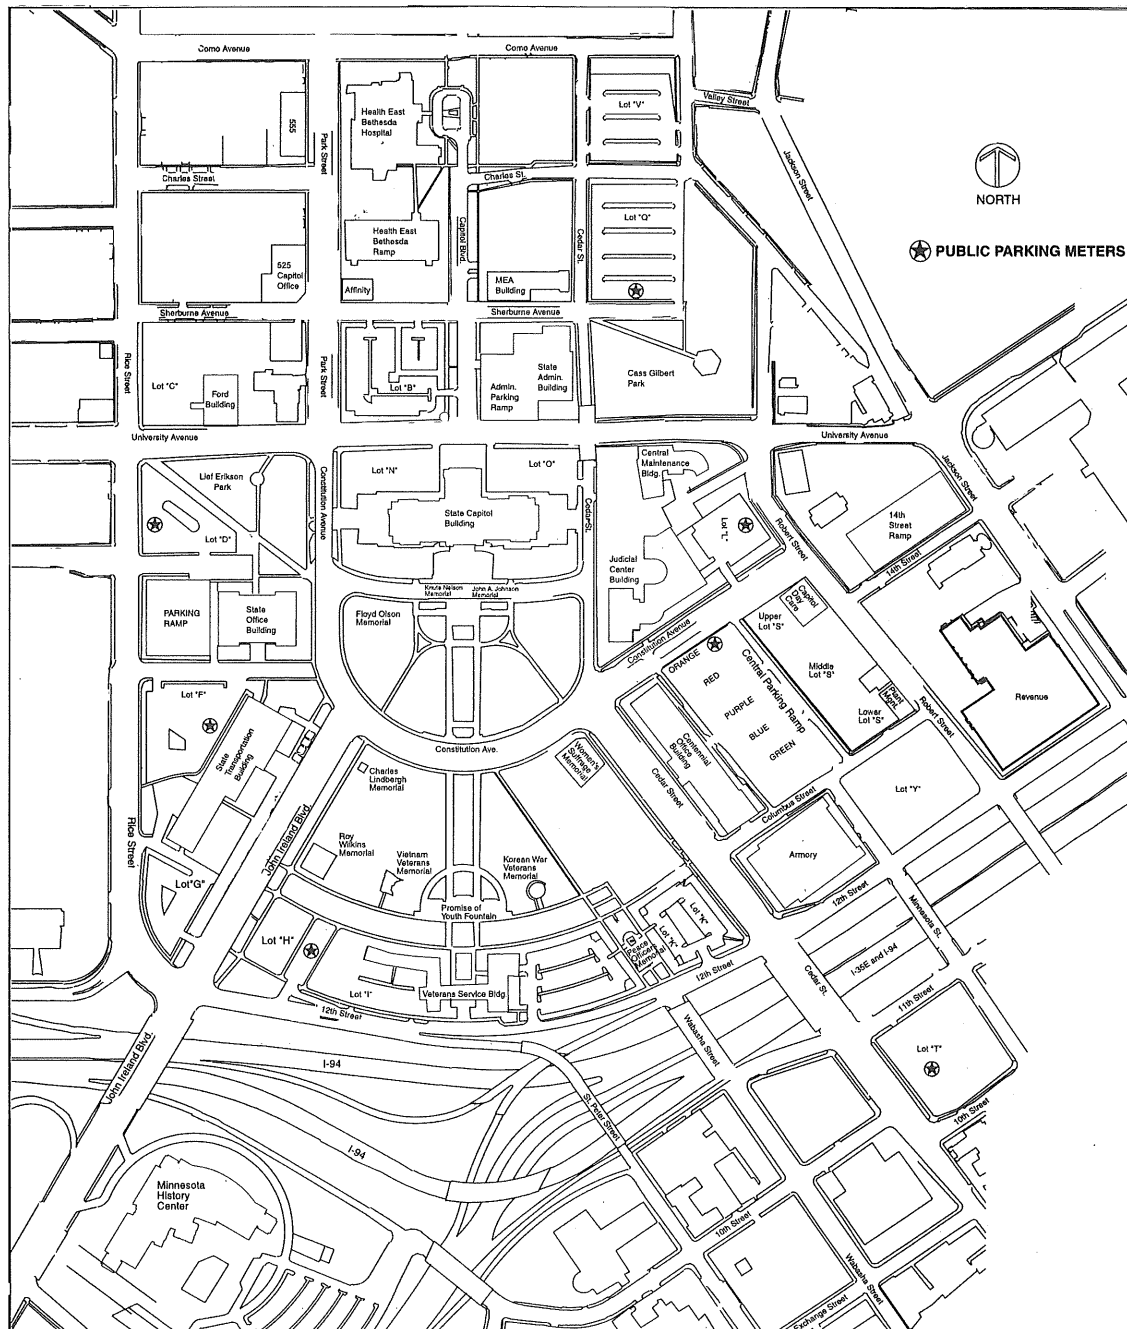 Como Avenue
Como Avenue
Lot "V"
Valley Street
Health East
Bethesda
Hospital
555
Park Street
Jackson Street
Charles Street
Charles St.
NORTH
Lot "Q"
Capitol Blvd.
Cedar St.
Health East
Bethesda
Ramp
PUBLIC PARKING METERS
525
Capitol
Office
MEA
Building
Affinity
Sherburne Avenue
Sherburne Avenue
Rice Street
Lot "C"
Ford
Building
Park Street
Lot "B"
Admin.
Parking
Ramp
State
Admin.
Building
Cass Gilbert
Park
University Avenue
University Avenue
Lief Erikson
Park
Constitution Avenue
Lot "N"
Lot "O"
Central
Maintenance
Bldg.
Jackson Street
State Capitol
Building
Cedar St.
Lot "L"
Robert Street
14th
Street
Ramp
Lot "D"
Judicial
Center
Building
14th Street
Knute Nelson
Memorial
John A. Johnson
Memorial
Capitol
Day
Care
PARKING
RAMP
State
Office
Building
Floyd Olson
Memorial
Upper
Lot "S"
Constitution Avenue
ORANGE
RED
PURPLE
BLUE
GREEN
Central Parking Ramp
Middle
Lot "S"
Plant
Mgmt.
Lower
Lot "S"
Robert Street
Revenue
Lot "F"
State
Transportation
Building
Constitution Ave.
Women's
Suffrage
Memorial
Centennial
Office
Building
Cedar Street
Charles
Lindbergh
Memorial
Columbus Street
Lot "Y"
Rice Street
John Ireland Blvd.
Roy
Wilkins
Memorial
Vietnam
Veterans
Memorial
Korean War
Veterans
Memorial
Armory
Lot"G"
12th Street
Promise of
Youth Fountain
Lot "K"
Lot "K"
Minnesota St.
Lot "H"
Peace
Officers
Memorial
12th Street
I-35E and I-94
Cedar St.
Lot "I"
Veterans Service Bldg
12th Street
11th Street
Wabasha Street
John Ireland Blvd.
I-94
Lot "T"
St. Peter Street
10th Street
I-94
Minnesota
History
Center
10th Street
Wabasha Street
Exchange Street